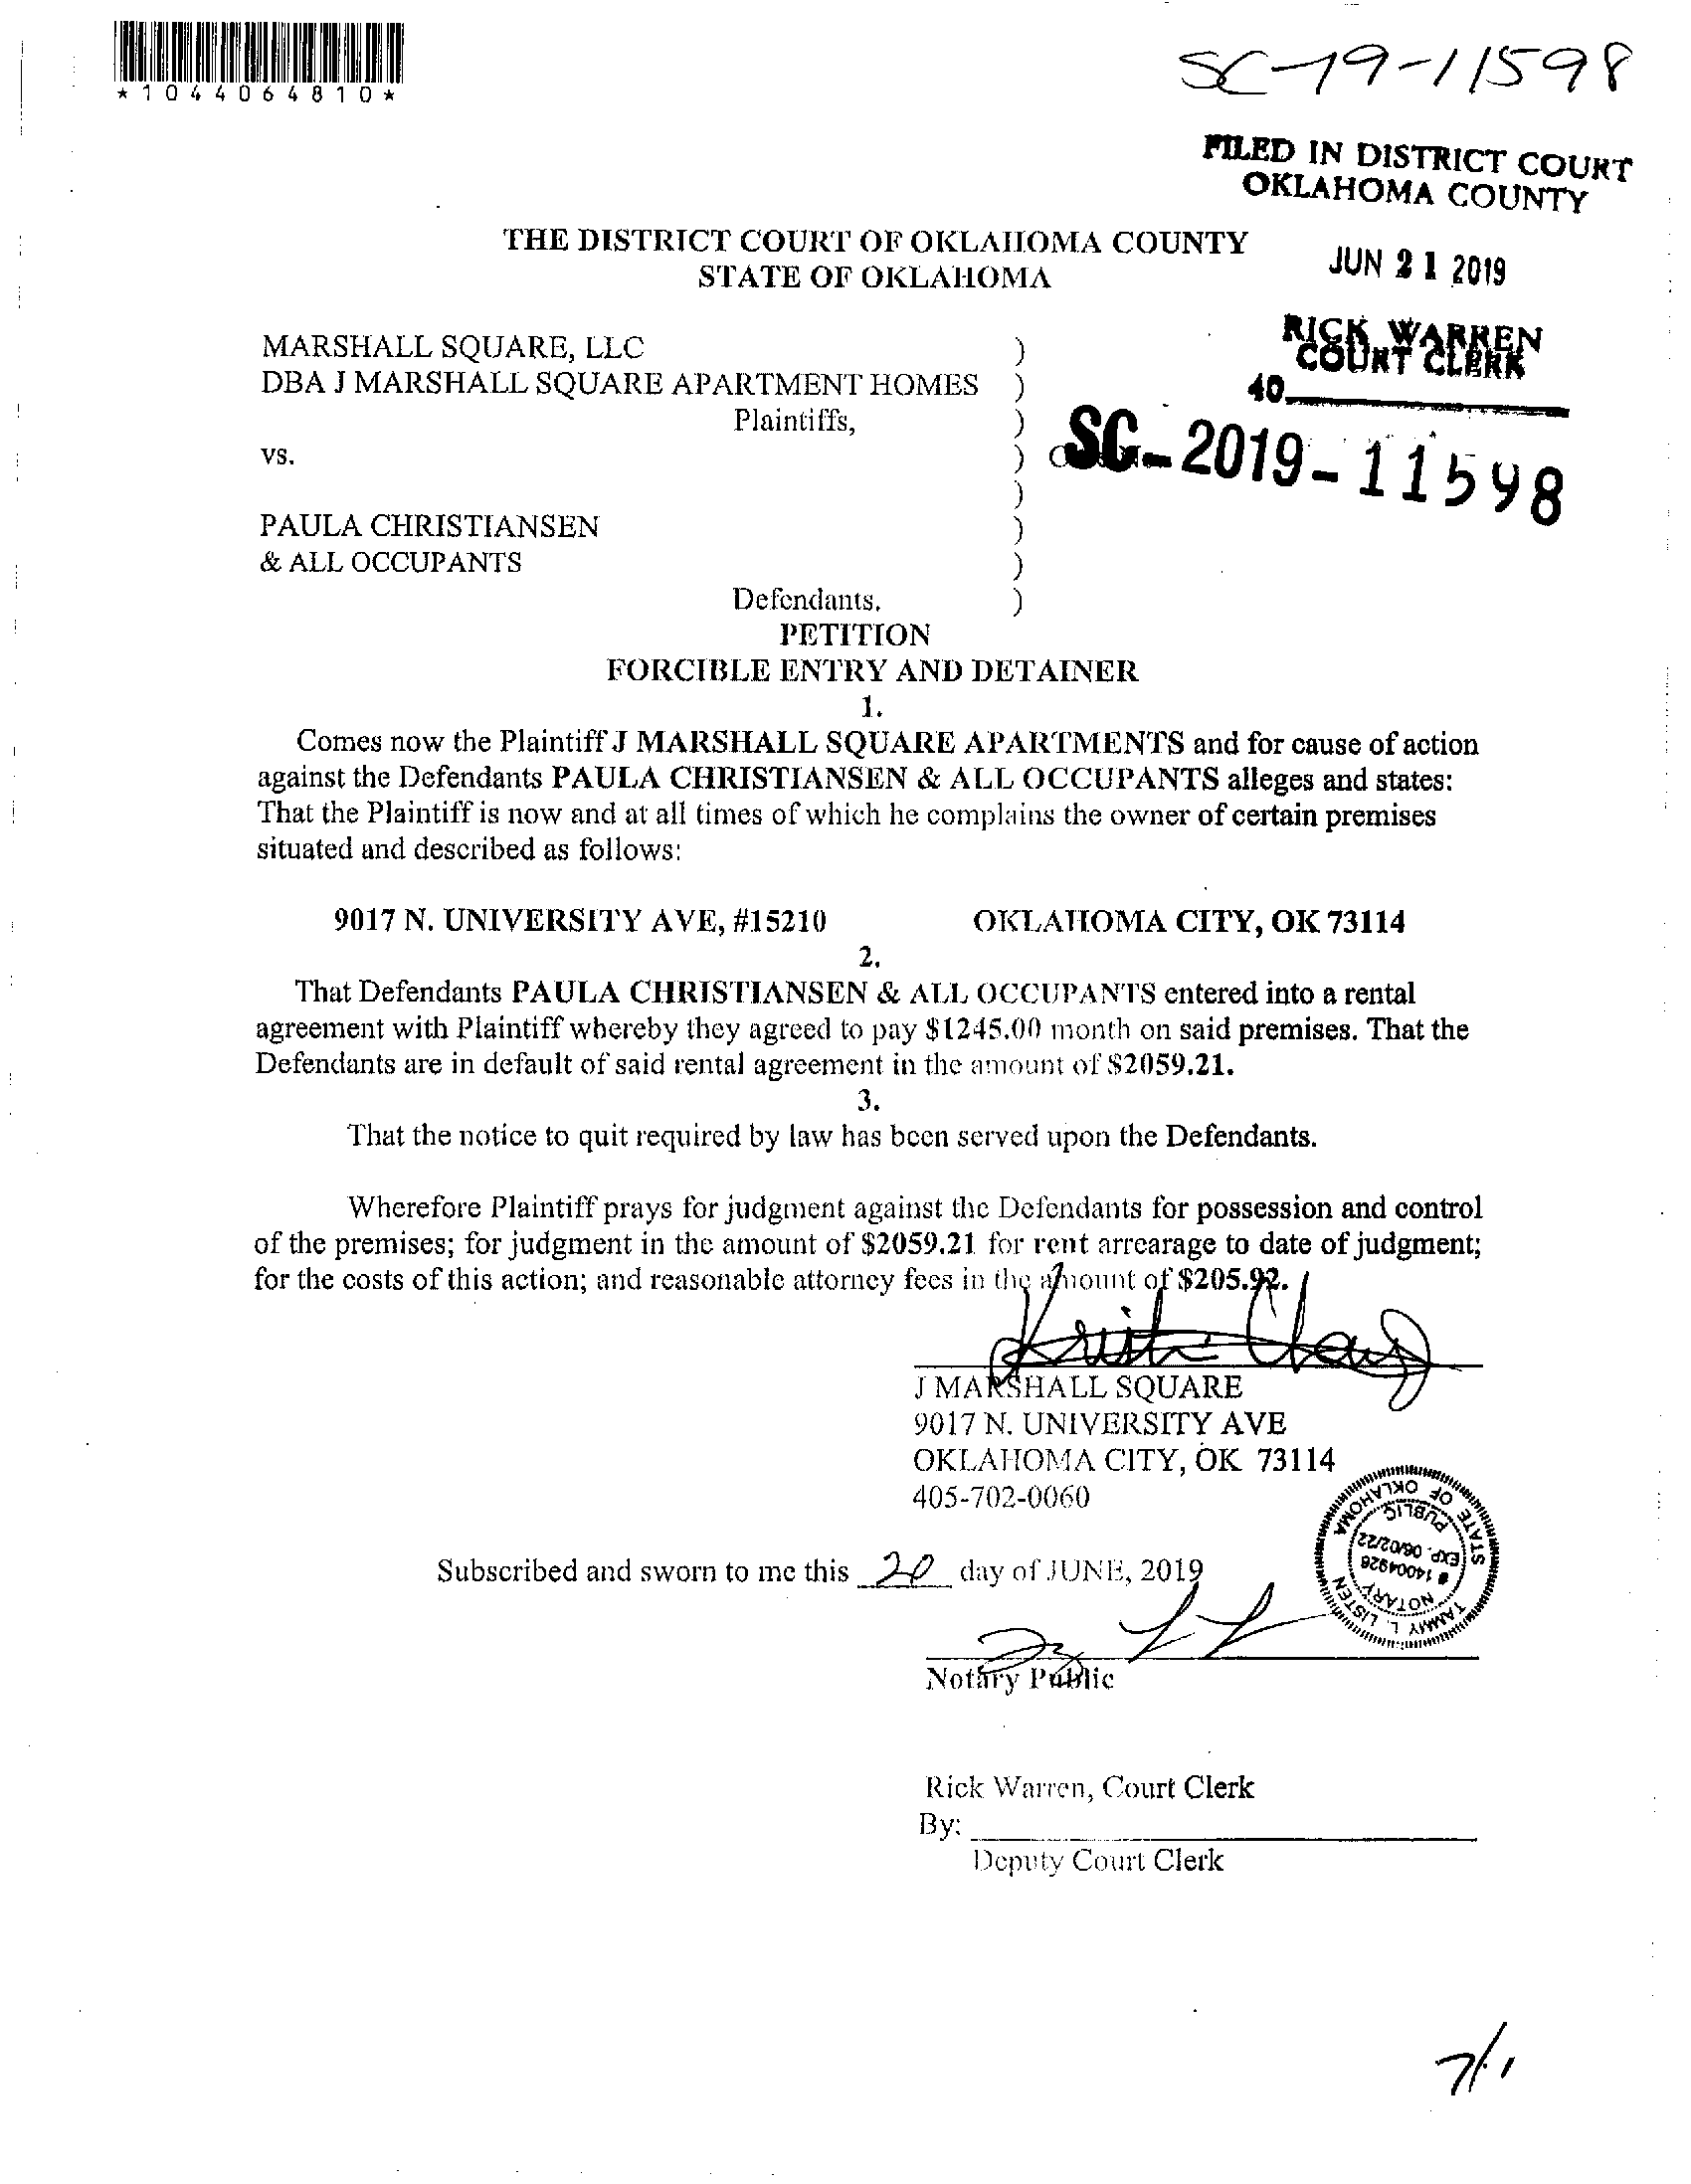 *1044064810*
SC-19-11598
FILED IN DISTRICT COURT
OKLAHOMA COUNTY
JUN 21 2019
RICK WARREN
COURT CLERK
40
SC-2019-11598
THE DISTRICT COURT OF OKLAHOMA COUNTY
STATE OF OKLAHOMA
MARSHALL SQUARE, LLC )
DBA J MARSHALL SQUARE APARTMENT HOMES )
Plaintiffs, )
vs. )
)
PAULA CHRISTIANSEN )
& ALL OCCUPANTS )
Defendants. )
PETITION
FORCIBLE ENTRY AND DETAINER
1.
Comes now the Plaintiff J MARSHALL SQUARE APARTMENTS and for cause of action
against the Defendants PAULA CHRISTIANSEN & ALL OCCUPANTS alleges and states:
That the Plaintiff is now and at all times of which he complains the owner of certain premises
situated and described as follows:
9017 N. UNIVERSITY AVE, #15210 OKLAHOMA CITY, OK 73114
2.
That Defendants PAULA CHRISTIANSEN & ALL OCCUPANTS entered into a rental
agreement with Plaintiff whereby they agreed to pay $1245.00 month on said premises. That the
Defendants are in default of said rental agreement in the amount of $2059.21.
3.
That the notice to quit required by law has been served upon the Defendants.
Wherefore Plaintiff prays for judgment against the Defendants for possession and control
of the premises; for judgment in the amount of $2059.21 for rent arrearage to date of judgment;
for the costs of this action; and reasonable attorney fees in the amount of $205.92.
J MARSHALL SQUARE
9017 N. UNIVERSITY AVE
OKLAHOMA CITY, OK 73114
405-702-0060
Subscribed and sworn to me this 20 day of JUNE, 2019
TAMMY L. LISTEN
NOTARY
# 14004926
EXP. 06/02/22
PUBLIC
STATE OF OKLAHOMA
Notary Public
Rick Warren, Court Clerk
By:
Deputy Court Clerk
7/1